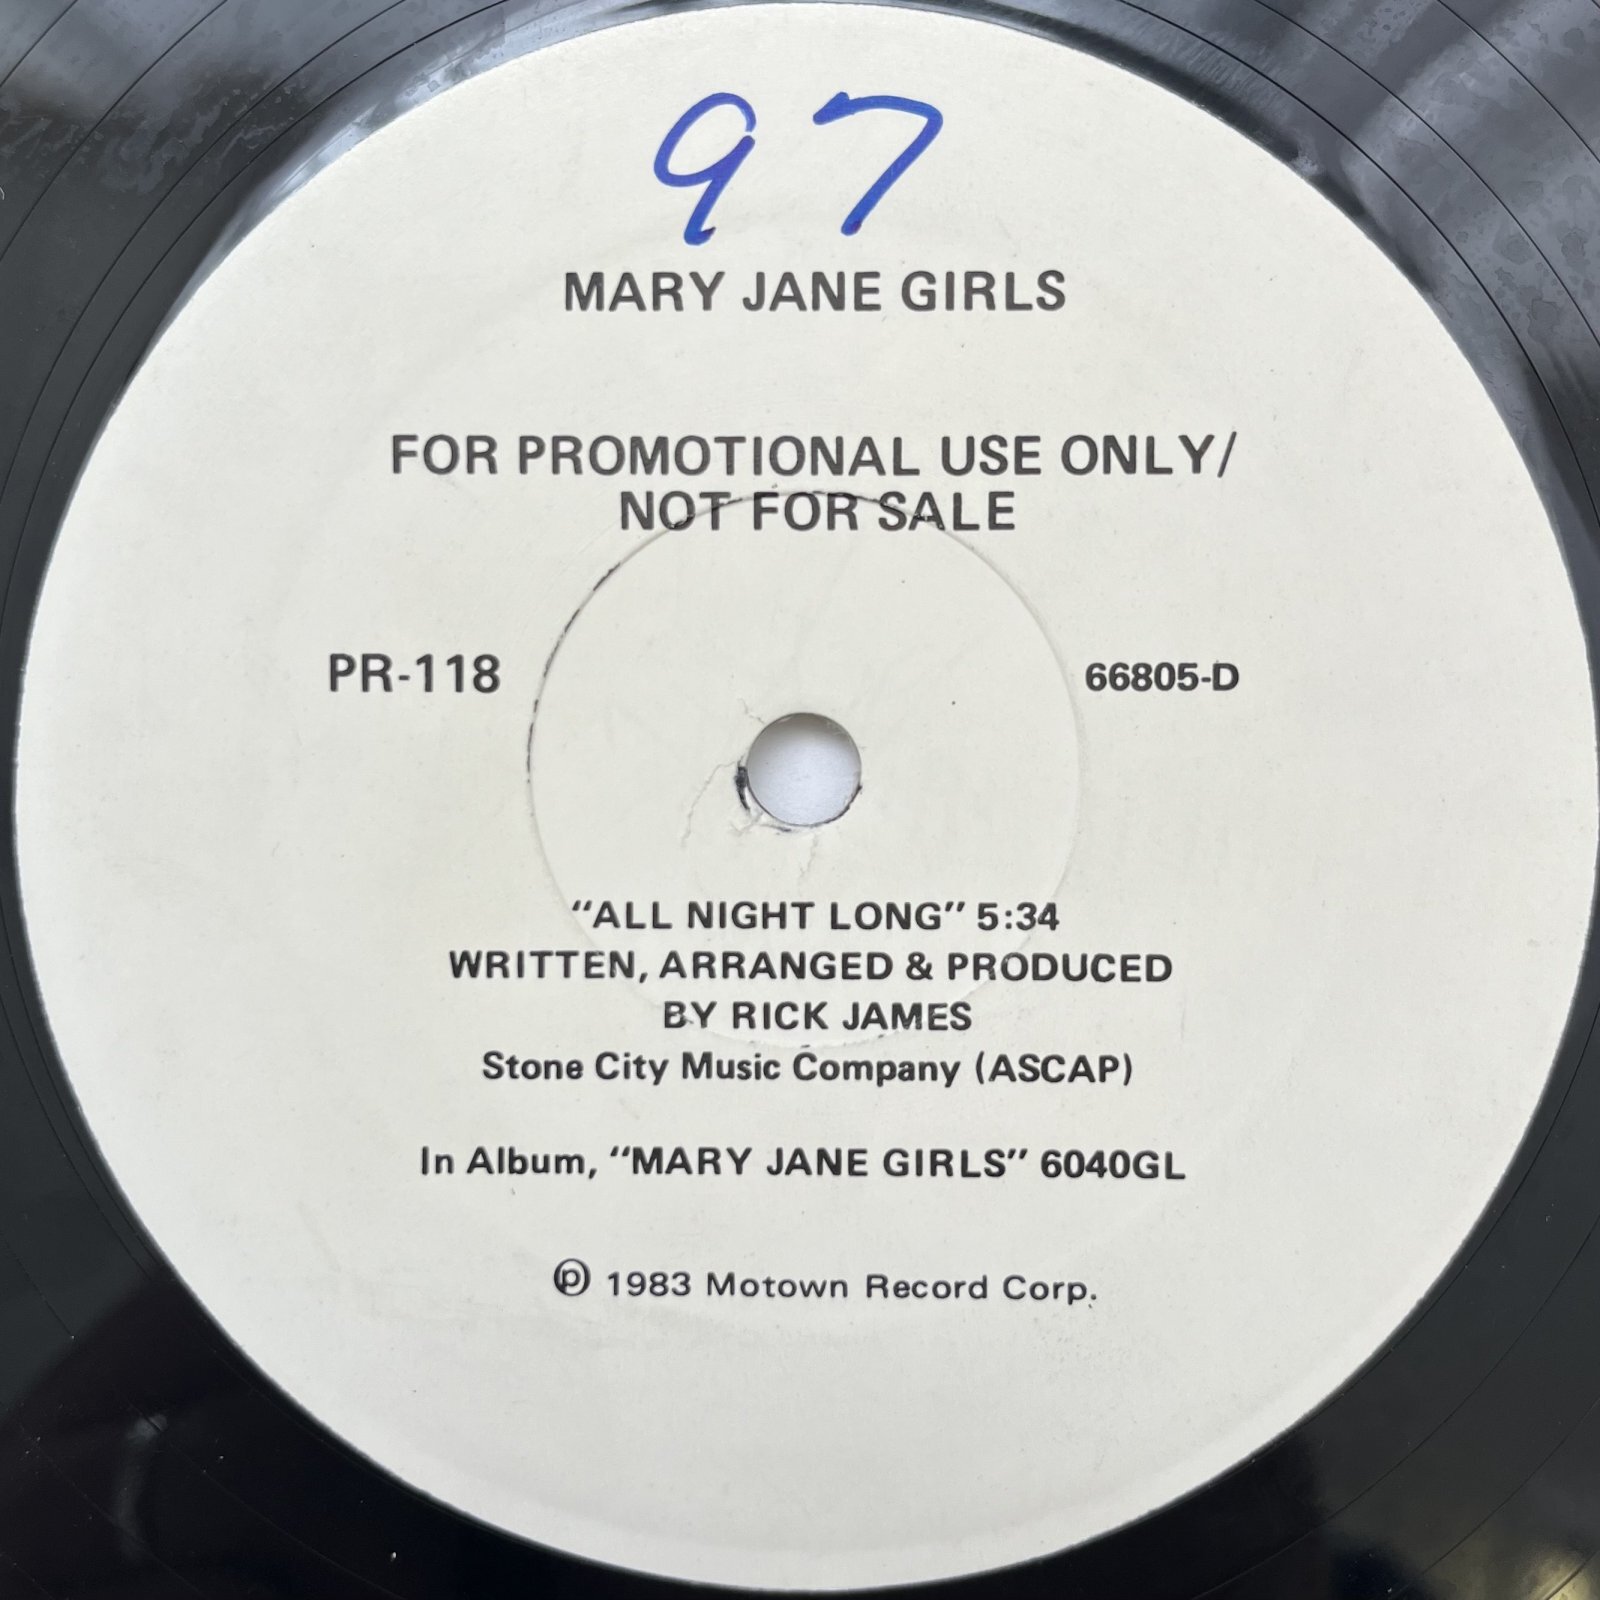 97
MARY JANE GIRLS
FOR PROMOTIONAL USE ONLY/
NOT FOR SALE
PR-118
66805-D
“ALL NIGHT LONG” 5:34
WRITTEN, ARRANGED & PRODUCED
BY RICK JAMES
Stone City Music Company (ASCAP)
In Album, “MARY JANE GIRLS” 6040GL
℗ 1983 Motown Record Corp.